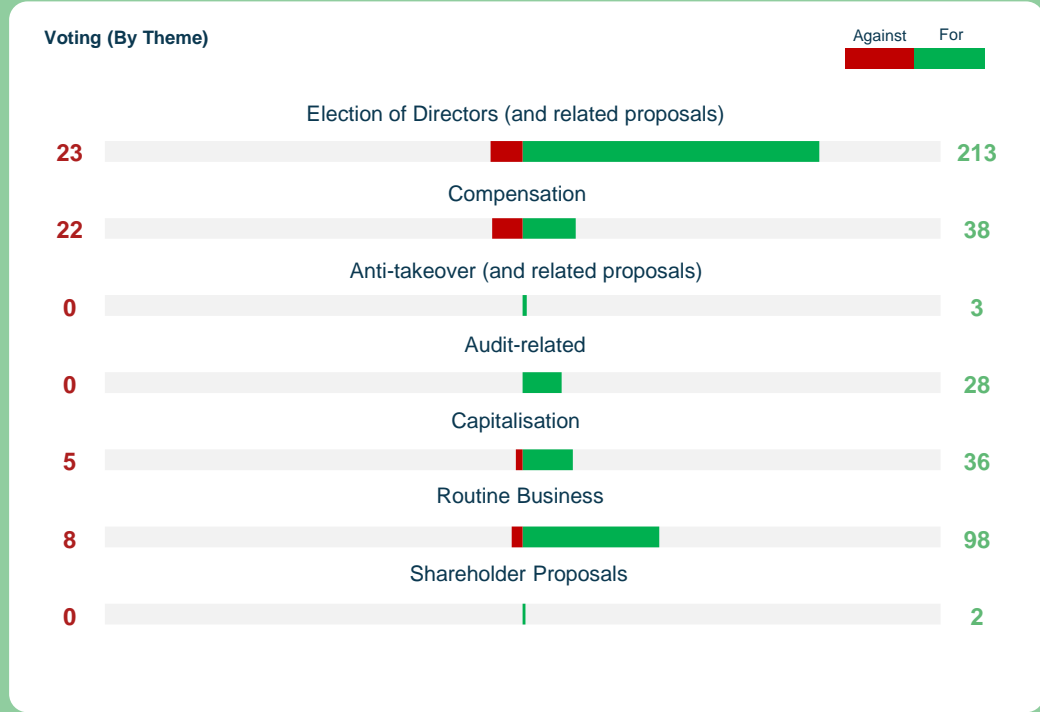 Voting (By Theme)
Against For
Election of Directors (and related proposals)
23 213
Compensation
22 38
Anti-takeover (and related proposals)
0 3
Audit-related
0 28
Capitalisation
5 36
Routine Business
8 98
Shareholder Proposals
0 2